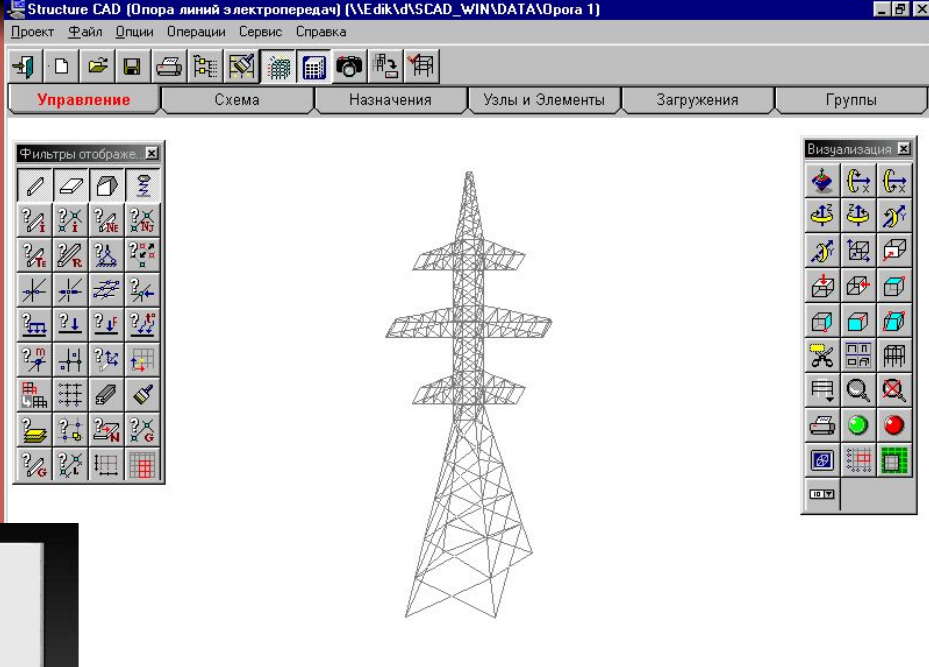 Structure CAD (Опора линий электропередач) (\\Edik\d\SCAD_WIN\DATA\Opora 1)
Проект Файл Опции Операции Сервис Справка
Управление Схема Назначения Узлы и Элементы Загружения Группы
Фильтры отображе...
Визуализация